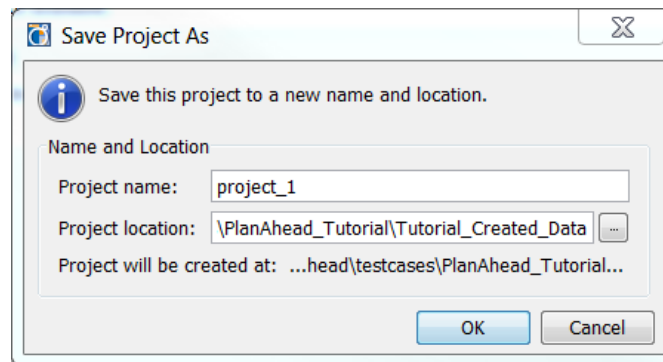 Save Project As
Save this project to a new name and location.
Name and Location
Project name: project_1
Project location: \PlanAhead_Tutorial\Tutorial_Created_Data ...
Project will be created at: ...head\testcases\PlanAhead_Tutorial...
OK Cancel